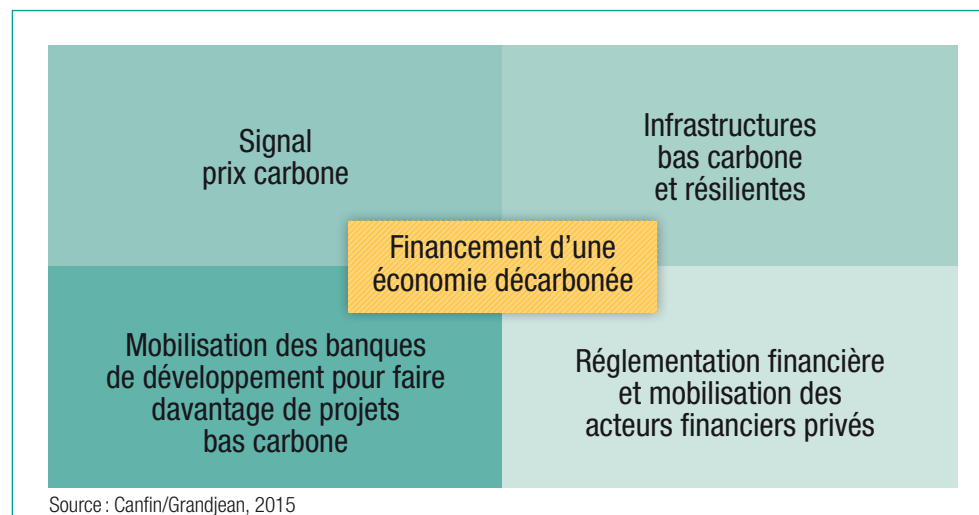 Signal
prix carbone
Infrastructures
bas carbone
et résilientes
Financement d'une
économie décarbonée
Mobilisation des banques
de développement pour faire
davantage de projets
bas carbone
Réglementation financière
et mobilisation des
acteurs financiers privés
Source : Canfin/Grandjean, 2015